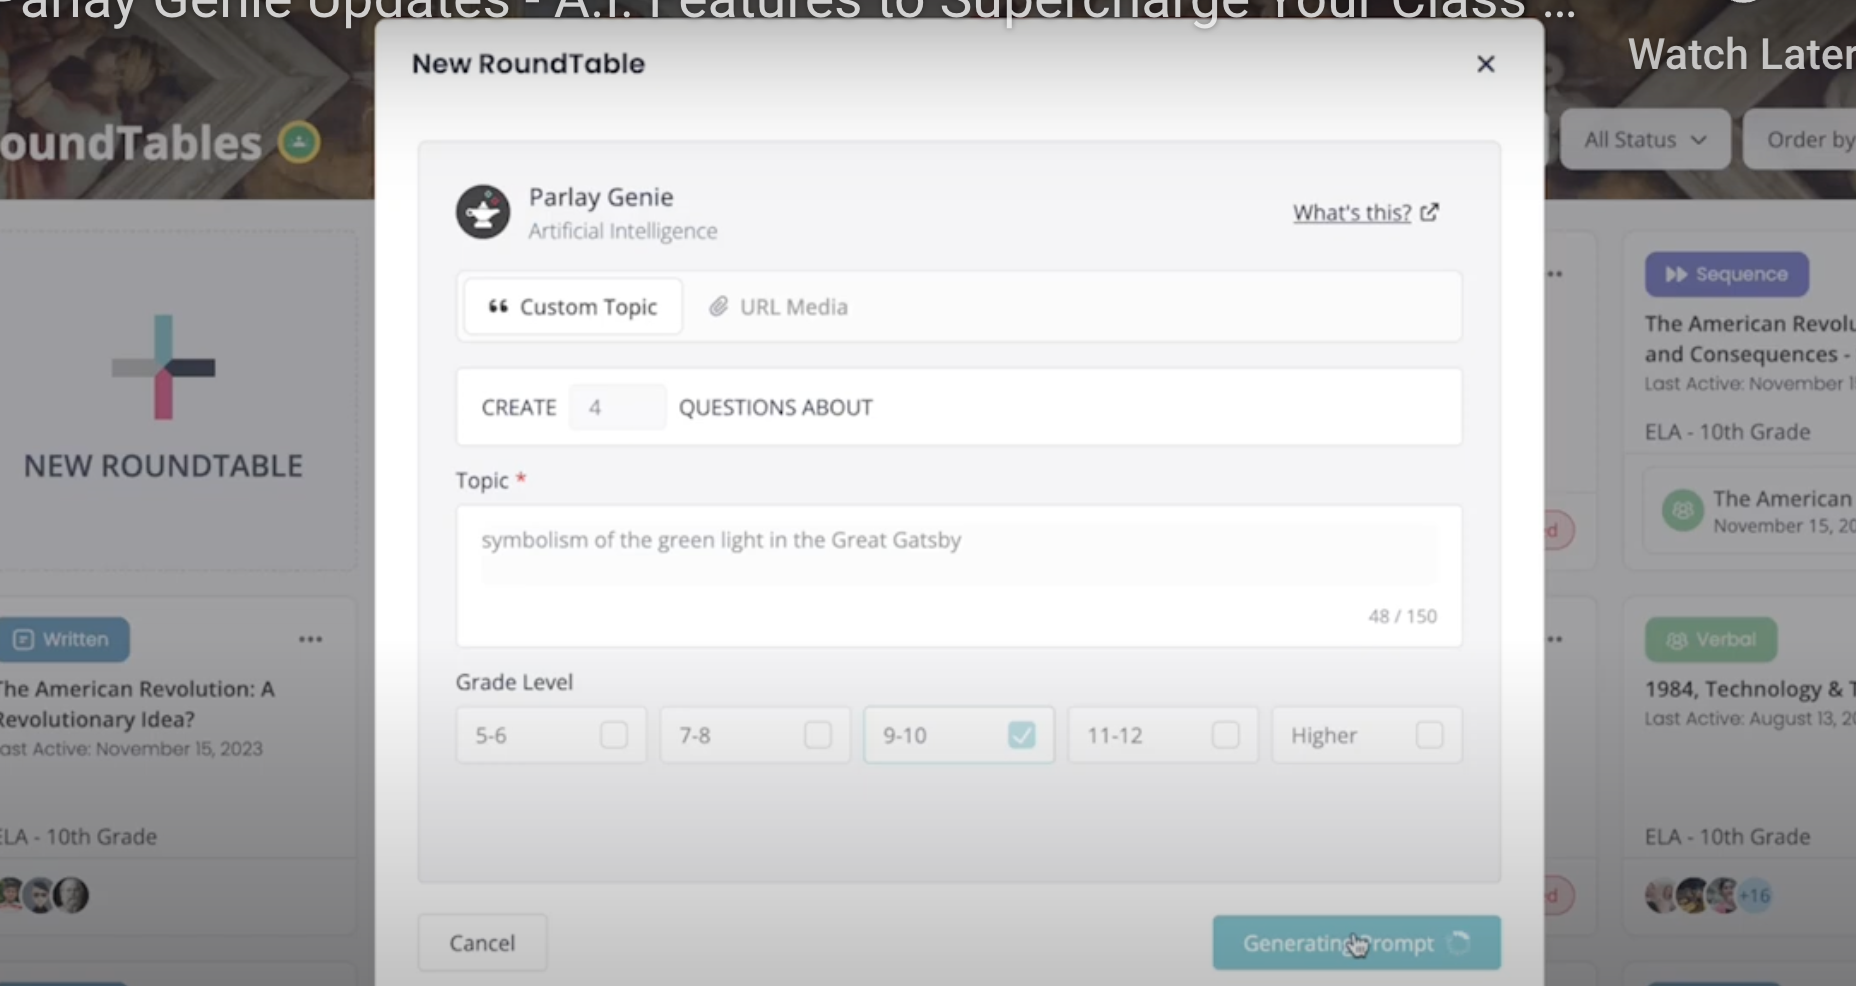 Parlay Genie Updates - A.I. Features to Supercharge Your Class ...
Watch Later
New RoundTable
oundTables
All Status
Order by
Parlay Genie
Artificial Intelligence
What's this?
Custom Topic
URL Media
CREATE 4 QUESTIONS ABOUT
Topic *
symbolism of the green light in the Great Gatsby
48 / 150
Grade Level
5-6
7-8
9-10
11-12
Higher
Cancel
Generating Prompt
NEW ROUNDTABLE
Written
The American Revolution: A
Revolutionary Idea?
ast Active: November 15, 2023
ELA - 10th Grade
Sequence
The American Revolu
and Consequences -
Last Active: November 1
ELA - 10th Grade
The American
November 15, 20
d
Verbal
1984, Technology & T
Last Active: August 13, 20
ELA - 10th Grade
d
+16